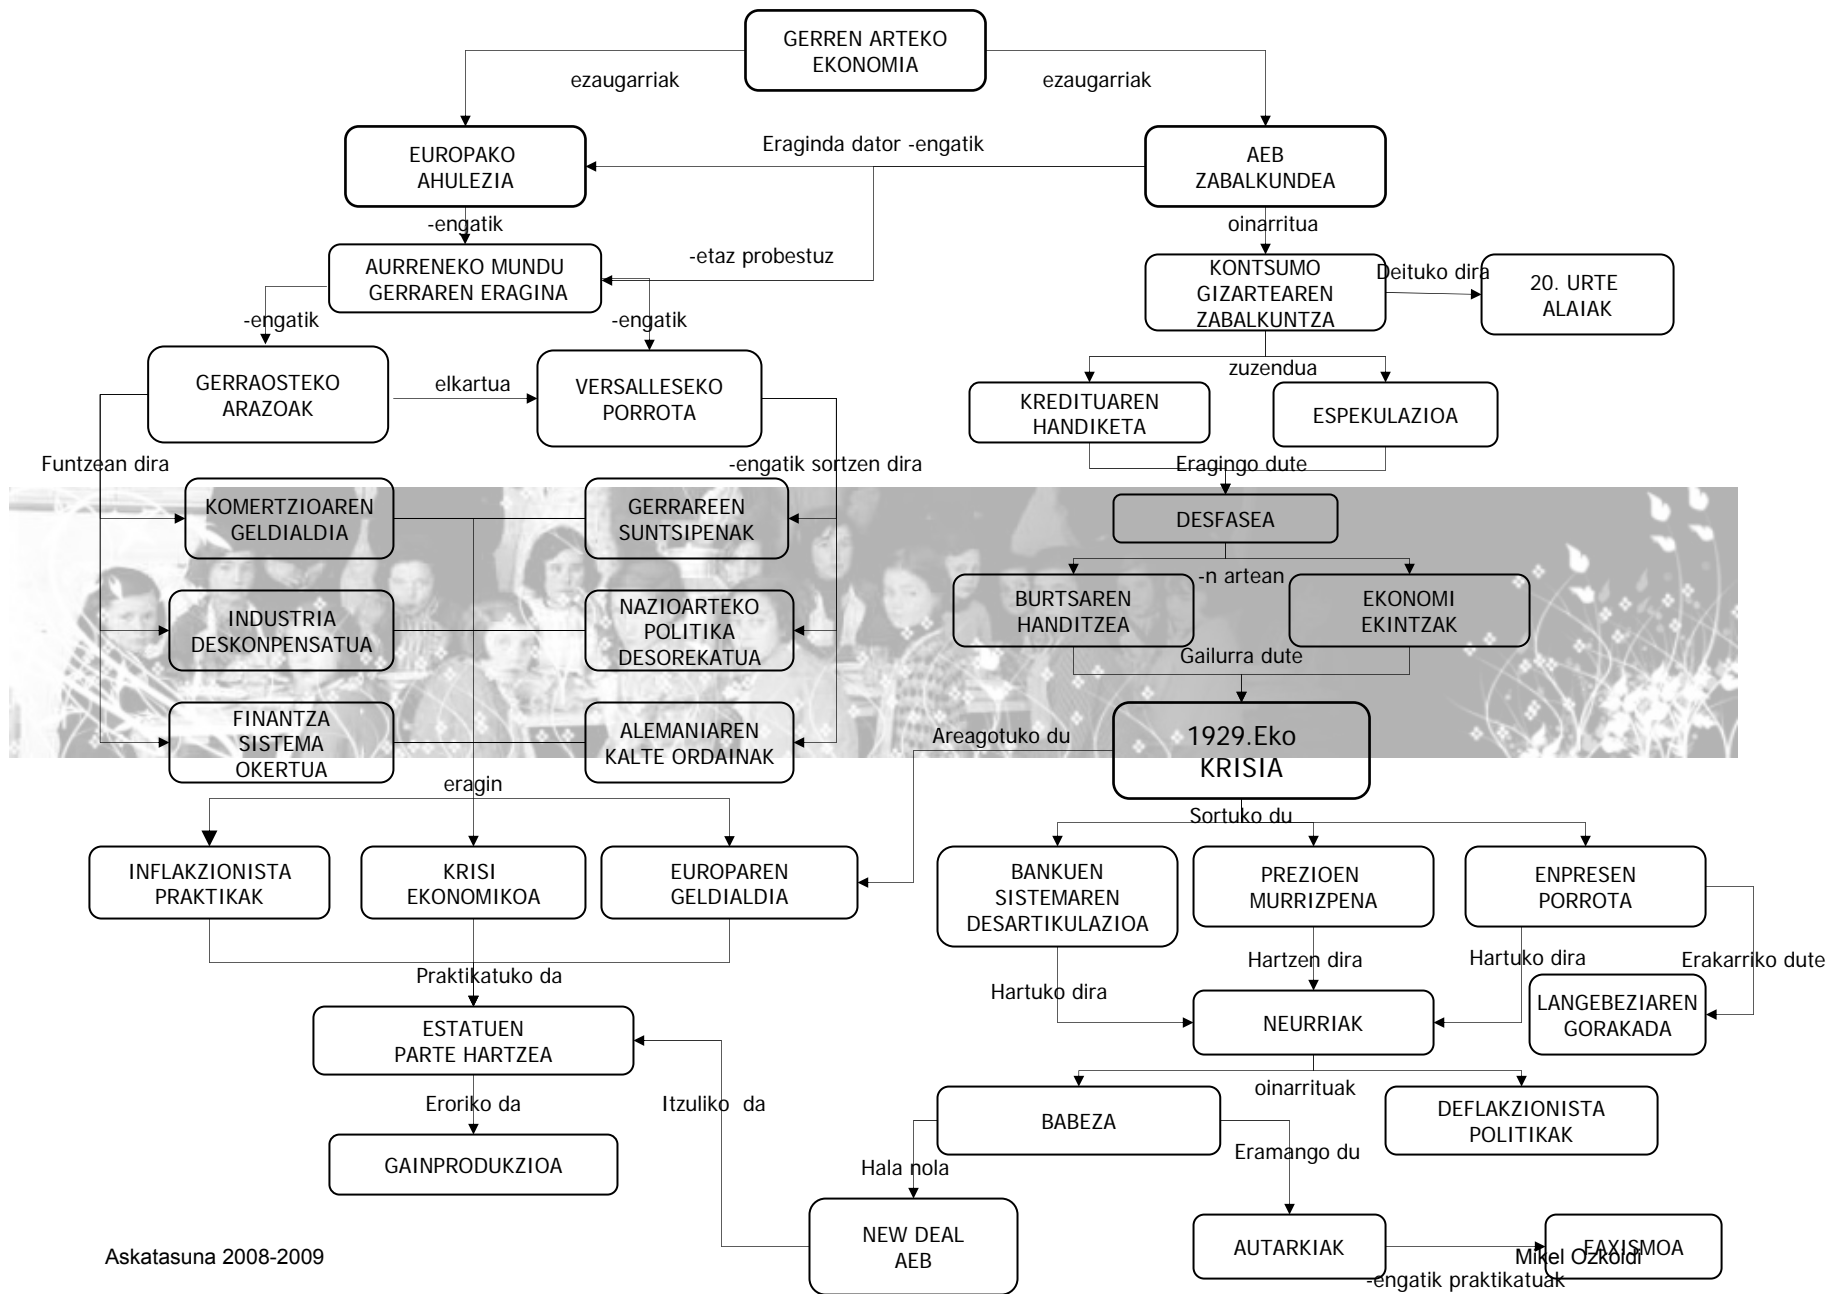 GERREN ARTEKO
EKONOMIA
ezaugarriak
ezaugarriak
EUROPAKO
AHULEZIA
Eraginda dator -engatik
AEB
ZABALKUNDEA
-engatik
oinarritua
AURRENEKO MUNDU
GERRAREN ERAGINA
-etaz probestuz
KONTSUMO
GIZARTEAREN
ZABALKUNTZA
Deituko dira
20. URTE
ALAIAK
-engatik
-engatik
zuzendua
GERRAOSTEKO
ARAZOAK
elkartua
VERSALLESEKO
PORROTA
KREDITUAREN
HANDIKETA
ESPEKULAZIOA
Funtzean dira
-engatik sortzen dira
Eragingo dute
KOMERTZIOAREN
GELDIALDIA
GERRAREEN
SUNTSIPENAK
DESFASEA
-n artean
INDUSTRIA
DESKONPENSATUA
NAZIOARTEKO
POLITIKA
DESOREKATUA
BURTSAREN
HANDITZEA
EKONOMI
EKINTZAK
Gailurra dute
FINANTZA
SISTEMA
OKERTUA
ALEMANIAREN
KALTE ORDAINAK
Areagotuko du
1929.Eko
KRISIA
eragin
Sortuko du
INFLAKZIONISTA
PRAKTIKAK
KRISI
EKONOMIKOA
EUROPAREN
GELDIALDIA
BANKUEN
SISTEMAREN
DESARTIKULAZIOA
PREZIOEN
MURRIZPENA
ENPRESEN
PORROTA
Praktikatuko da
Hartuko dira
Hartzen dira
Hartuko dira
Erakarriko dute
ESTATUEN
PARTE HARTZEA
NEURRIAK
LANGEBEZIAREN
GORAKADA
Eroriko da
Itzuliko  da
oinarrituak
BABEZA
DEFLAKZIONISTA
POLITIKAK
GAINPRODUKZIOA
Hala nola
Eramango du
NEW DEAL
AEB
AUTARKIAK
FAXISMOA
-engatik praktikatuak
Askatasuna 2008-2009
Mikel Ozkoidi